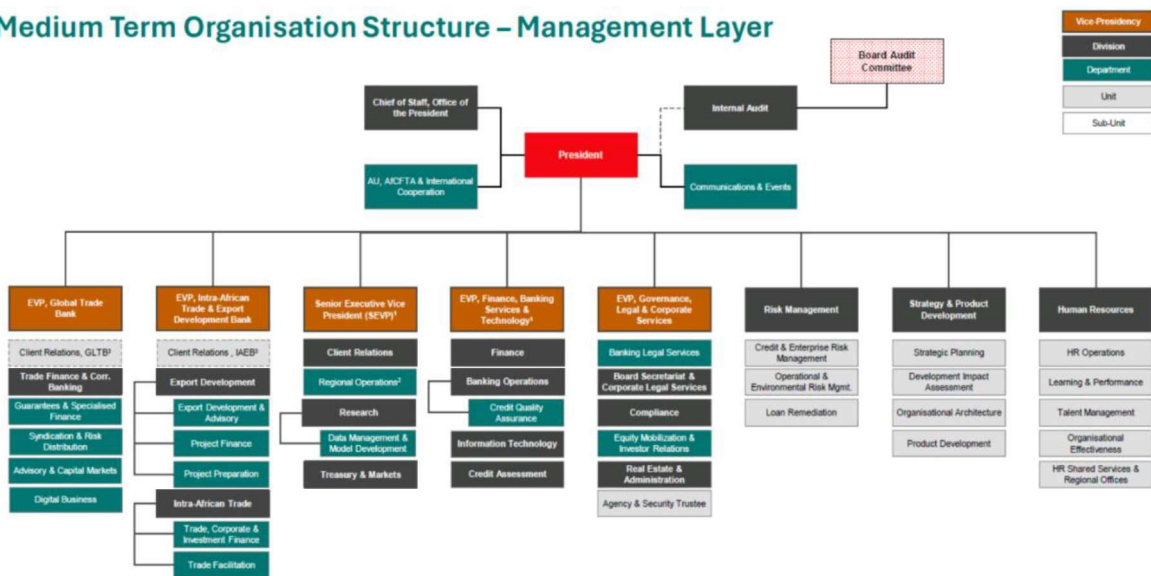 Medium Term Organisation Structure – Management Layer
Vice-Presidency
Division
Department
Unit
Sub-Unit
Board Audit
Committee
Chief of Staff, Office of
the President
Internal Audit
President
AU, AfCFTA & International
Cooperation
Communications & Events
EVP, Global Trade
Bank
Client Relations, GLTB³
Trade Finance & Corr.
Banking
Guarantees & Specialised
Finance
Syndication & Risk
Distribution
Advisory & Capital Markets
Digital Business
EVP, Intra-African
Trade & Export
Development Bank
Client Relations , IAEB³
Export Development
Export Development &
Advisory
Project Finance
Project Preparation
Intra-African Trade
Trade, Corporate &
Investment Finance
Trade Facilitation
Senior Executive Vice
President (SEVP)¹
Client Relations
Regional Operations²
Research
Data Management &
Model Development
Treasury & Markets
EVP, Finance, Banking
Services &
Technology⁴
Finance
Banking Operations
Credit Quality
Assurance
Information Technology
Credit Assessment
EVP, Governance,
Legal & Corporate
Services
Banking Legal Services
Board Secretariat &
Corporate Legal Services
Compliance
Equity Mobilization &
Investor Relations
Real Estate &
Administration
Agency & Security Trustee
Risk Management
Credit & Enterprise Risk
Management
Operational &
Environmental Risk Mgmt.
Loan Remediation
Strategy & Product
Development
Strategic Planning
Development Impact
Assessment
Organisational Architecture
Product Development
Human Resources
HR Operations
Learning & Performance
Talent Management
Organisational
Effectiveness
HR Shared Services &
Regional Offices